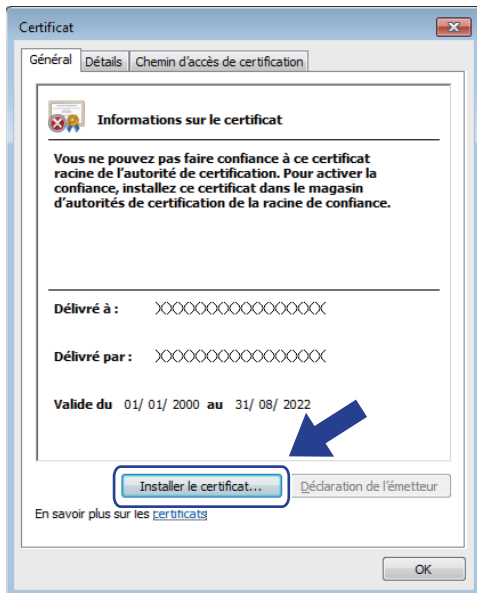 Certificat
Général Détails Chemin d'accès de certification
Informations sur le certificat
Vous ne pouvez pas faire confiance à ce certificat
racine de l'autorité de certification. Pour activer la
confiance, installez ce certificat dans le magasin
d'autorités de certification de la racine de confiance.
Délivré à : XXXXXXXXXXXXXXXX
Délivré par : XXXXXXXXXXXXXXXX
Valide du 01/ 01/ 2000 au 31/ 08/ 2022
Installer le certificat... Déclaration de l'émetteur
En savoir plus sur les certificats
OK